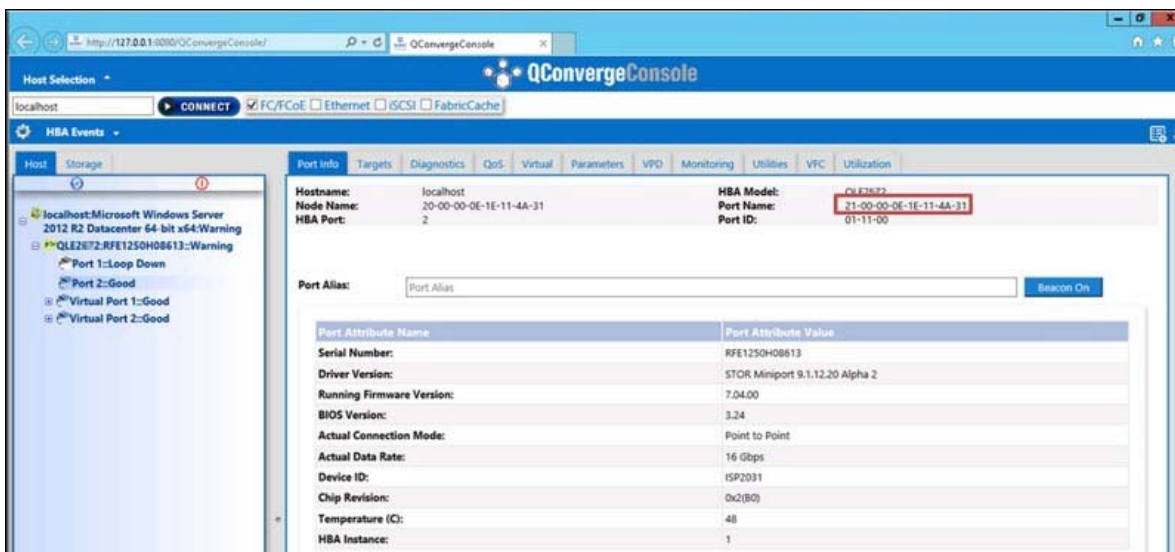 http://127.0.0.1:8080/QConvergeConsole/
QConvergeConsole
Host Selection
QConvergeConsole
localhost
CONNECT
FC/FCoE Ethernet iSCSI FabricCache
HBA Events
Host Storage
Port Info Targets Diagnostics QoS Virtual Parameters VPD Monitoring Utilities VFC Utilization
localhost:Microsoft Windows Server
2012 R2 Datacenter 64-bit x64:Warning
QLE2672:RFE1250H08613::Warning
Port 1::Loop Down
Port 2::Good
Virtual Port 1::Good
Virtual Port 2::Good
Hostname: localhost HBA Model: QLE2672
Node Name: 20-00-00-0E-1E-11-4A-31 Port Name: 21-00-00-0E-1E-11-4A-31
HBA Port: 2 Port ID: 01-11-00
Port Alias: Port Alias Beacon On
Port Attribute Name Port Attribute Value
Serial Number: RFE1250H08613
Driver Version: STOR Miniport 9.1.12.20 Alpha 2
Running Firmware Version: 7.04.00
BIOS Version: 3.24
Actual Connection Mode: Point to Point
Actual Data Rate: 16 Gbps
Device ID: ISP2031
Chip Revision: 0x2(B0)
Temperature (C): 48
HBA Instance: 1